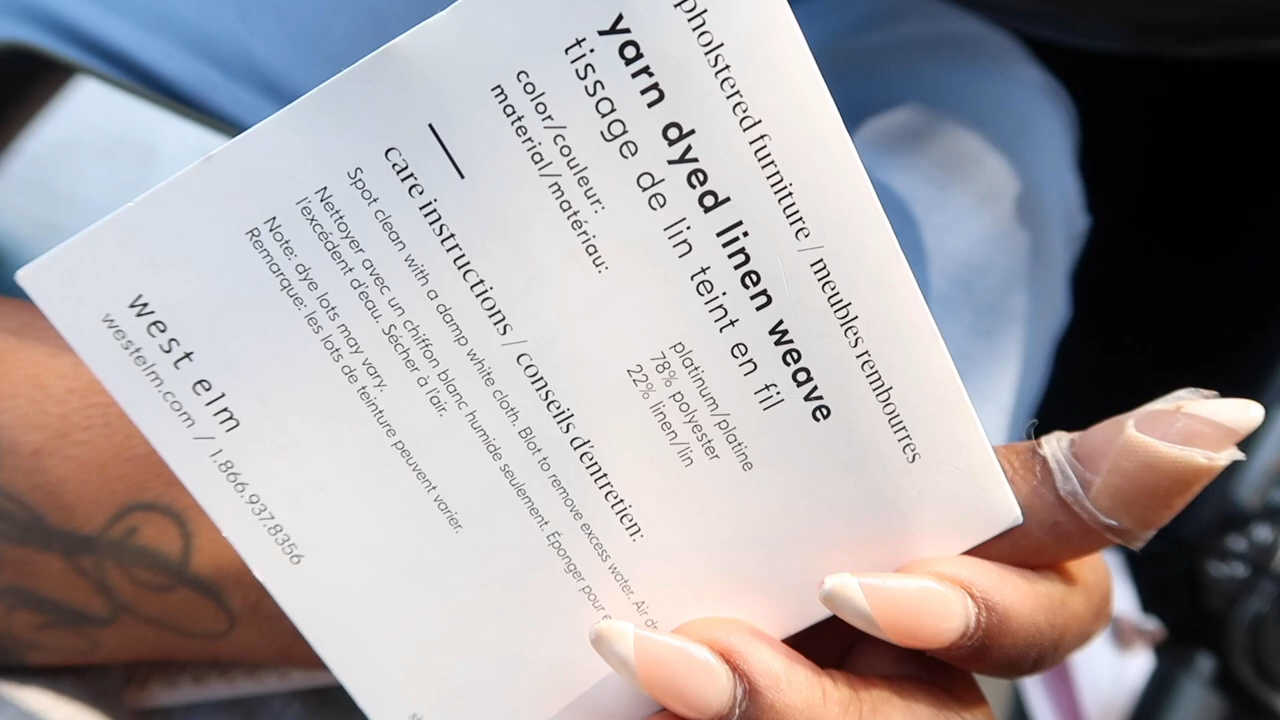 pholstered furniture / meubles rembourres
yarn dyed linen weave
tissage de lin teint en fil
color/couleur: platinum/platine
material/matériau: 78% polyester
22% linen/lin
care instructions / conseils d'entretien:
Spot clean with a damp white cloth. Blot to remove excess water. Air
Nettoyer avec un chiffon blanc humide seulement. Éponger pour
l'excédent d'eau. Sécher à l'air.
Note: dye lots may vary.
Remarque: les lots de teinture peuvent varier.
west elm
westelm.com / 1.866.937.8356